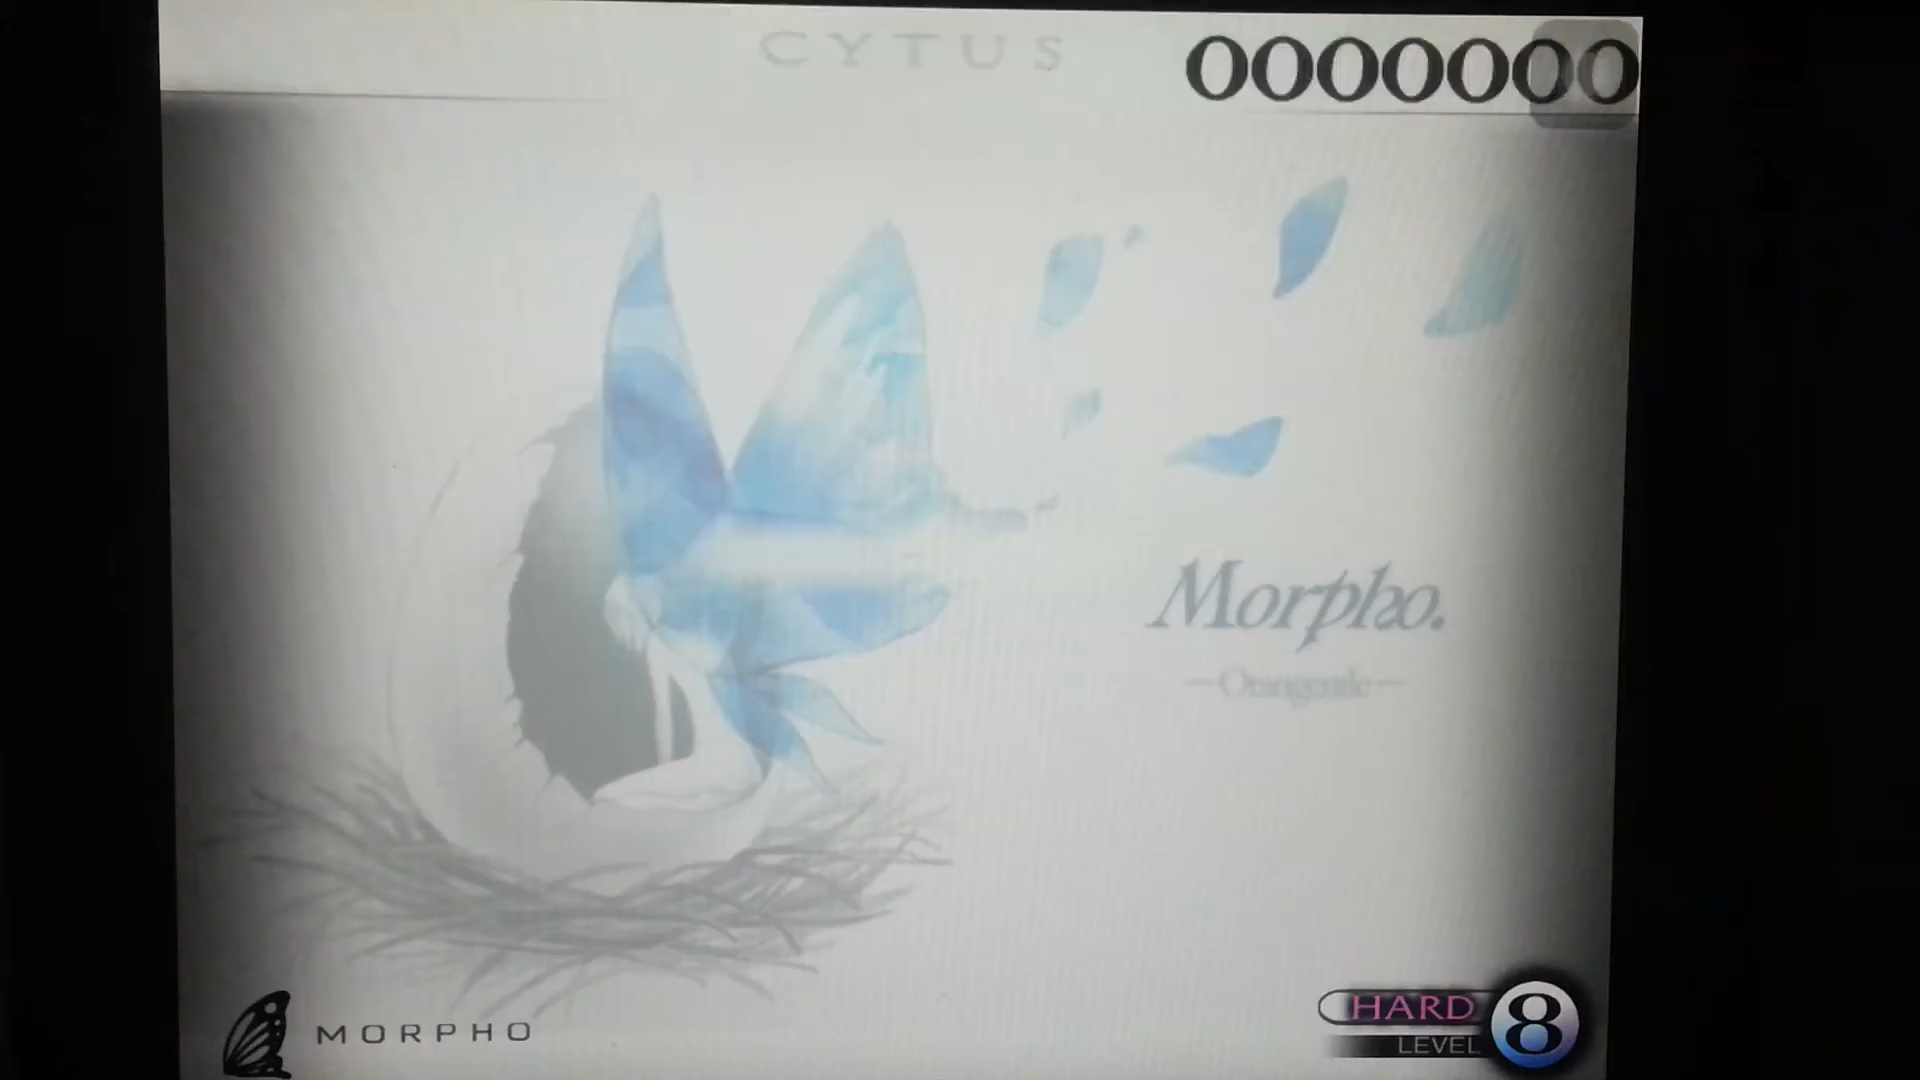 CYTUS
0000000
Morpho.
—Orangentle—
MORPHO
HARD
LEVEL
8